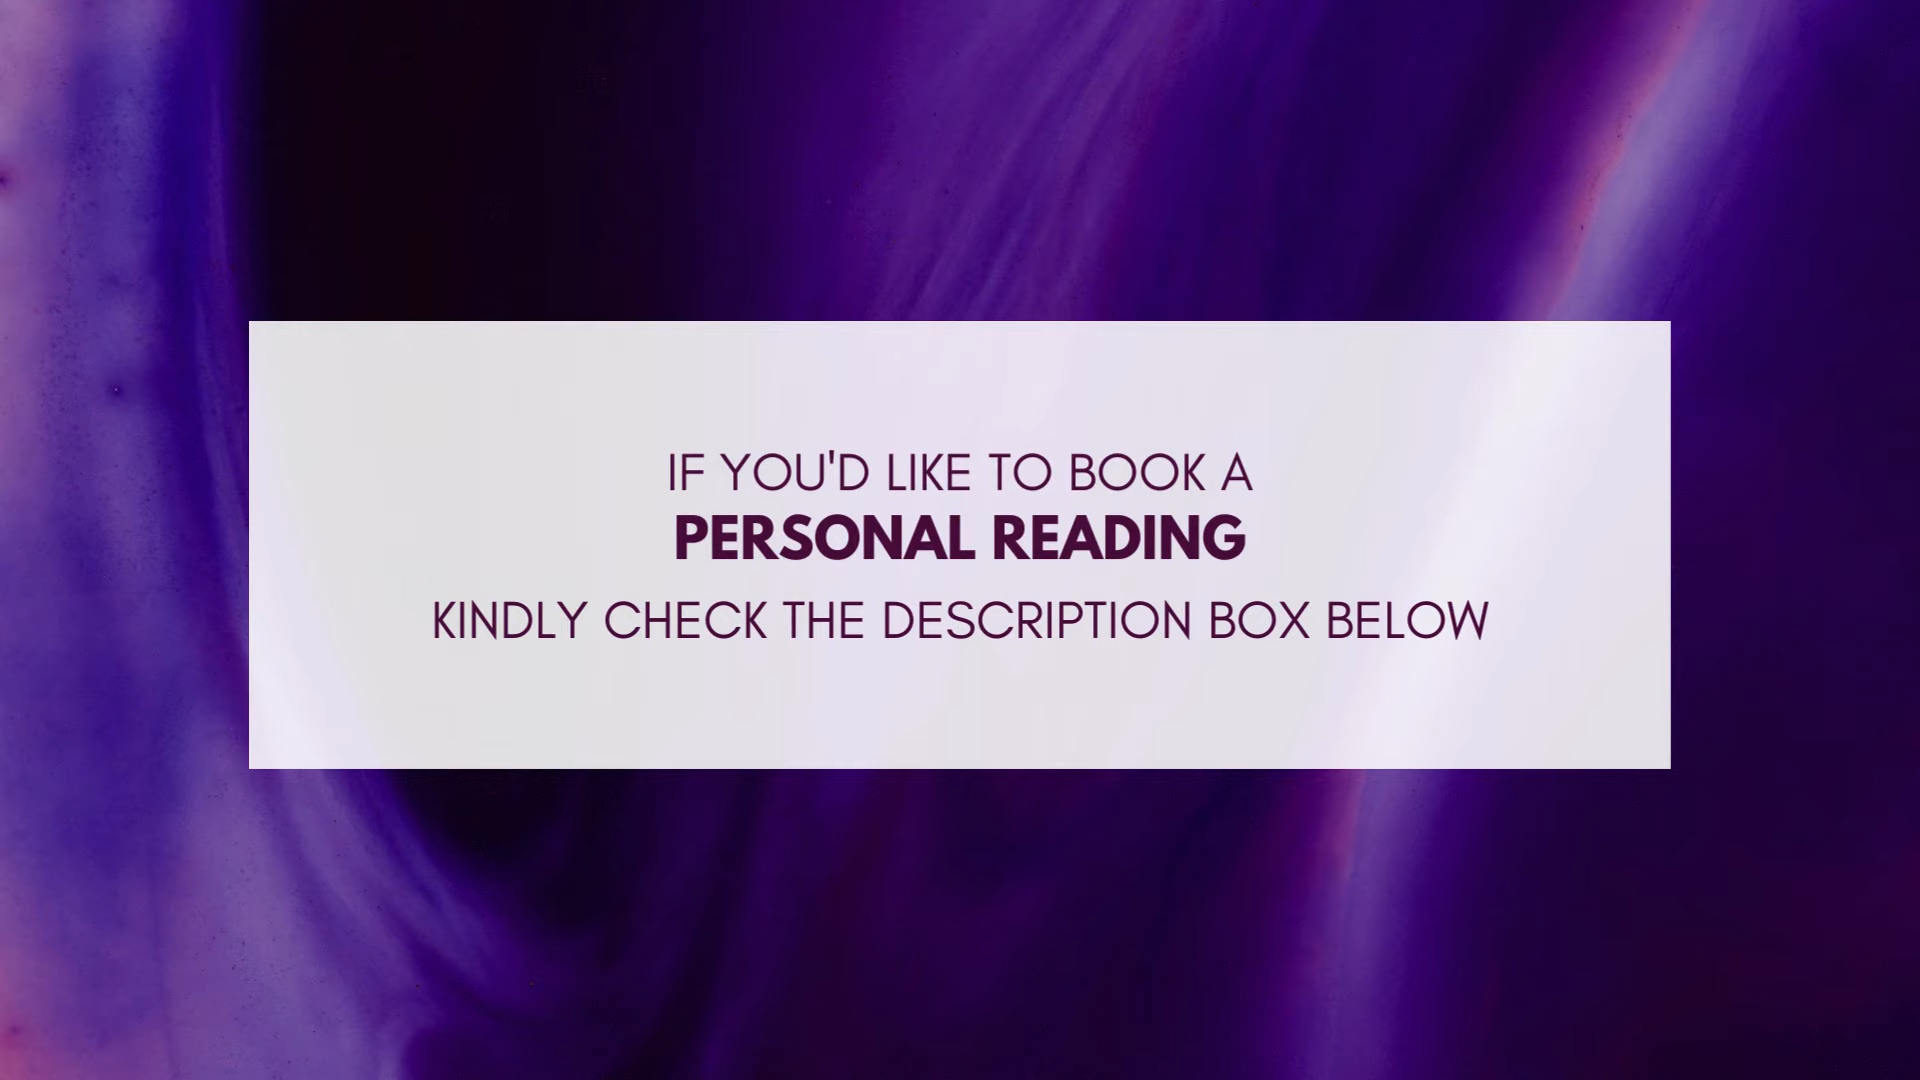 IF YOU'D LIKE TO BOOK A
PERSONAL READING
KINDLY CHECK THE DESCRIPTION BOX BELOW